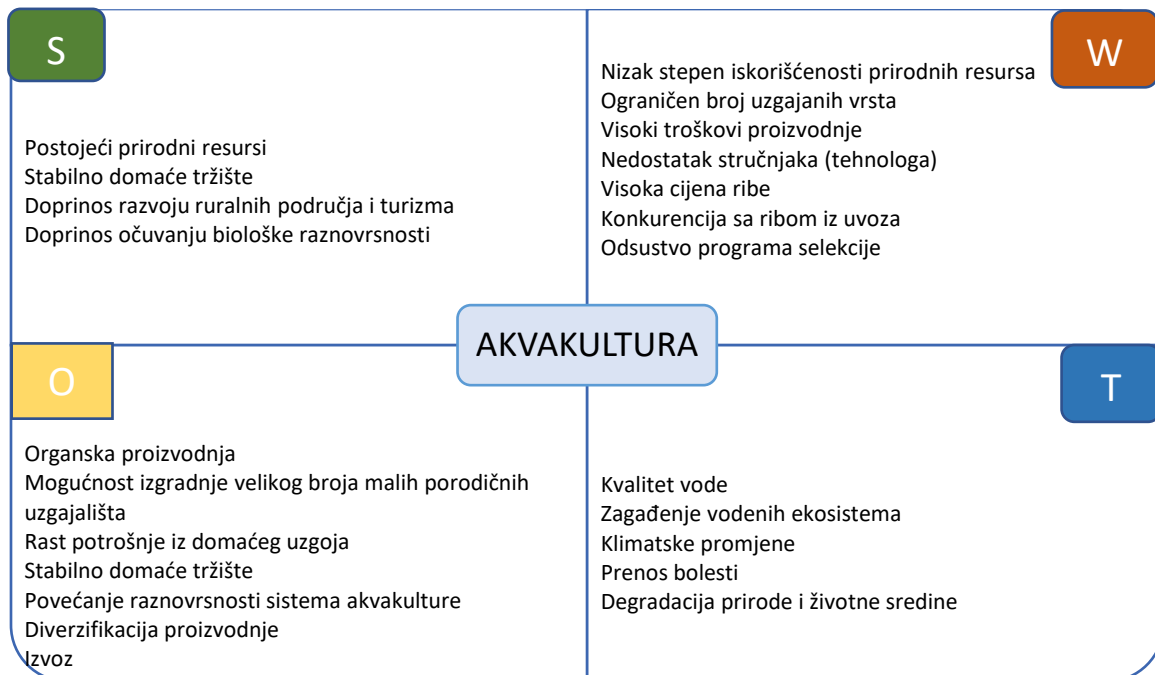 S
Postojeći prirodni resursi
Stabilno domaće tržište
Doprinos razvoju ruralnih područja i turizma
Doprinos očuvanju biološke raznovrsnosti
W
Nizak stepen iskorišćenosti prirodnih resursa
Ograničen broj uzgajanih vrsta
Visoki troškovi proizvodnje
Nedostatak stručnjaka (tehnologa)
Visoka cijena ribe
Konkurencija sa ribom iz uvoza
Odsustvo programa selekcije
AKVAKULTURA
O
Organska proizvodnja
Mogućnost izgradnje velikog broja malih porodičnih
uzgajališta
Rast potrošnje iz domaćeg uzgoja
Stabilno domaće tržište
Povećanje raznovrsnosti sistema akvakulture
Diverzifikacija proizvodnje
Izvoz
T
Kvalitet vode
Zagađenje vodenih ekosistema
Klimatske promjene
Prenos bolesti
Degradacija prirode i životne sredine